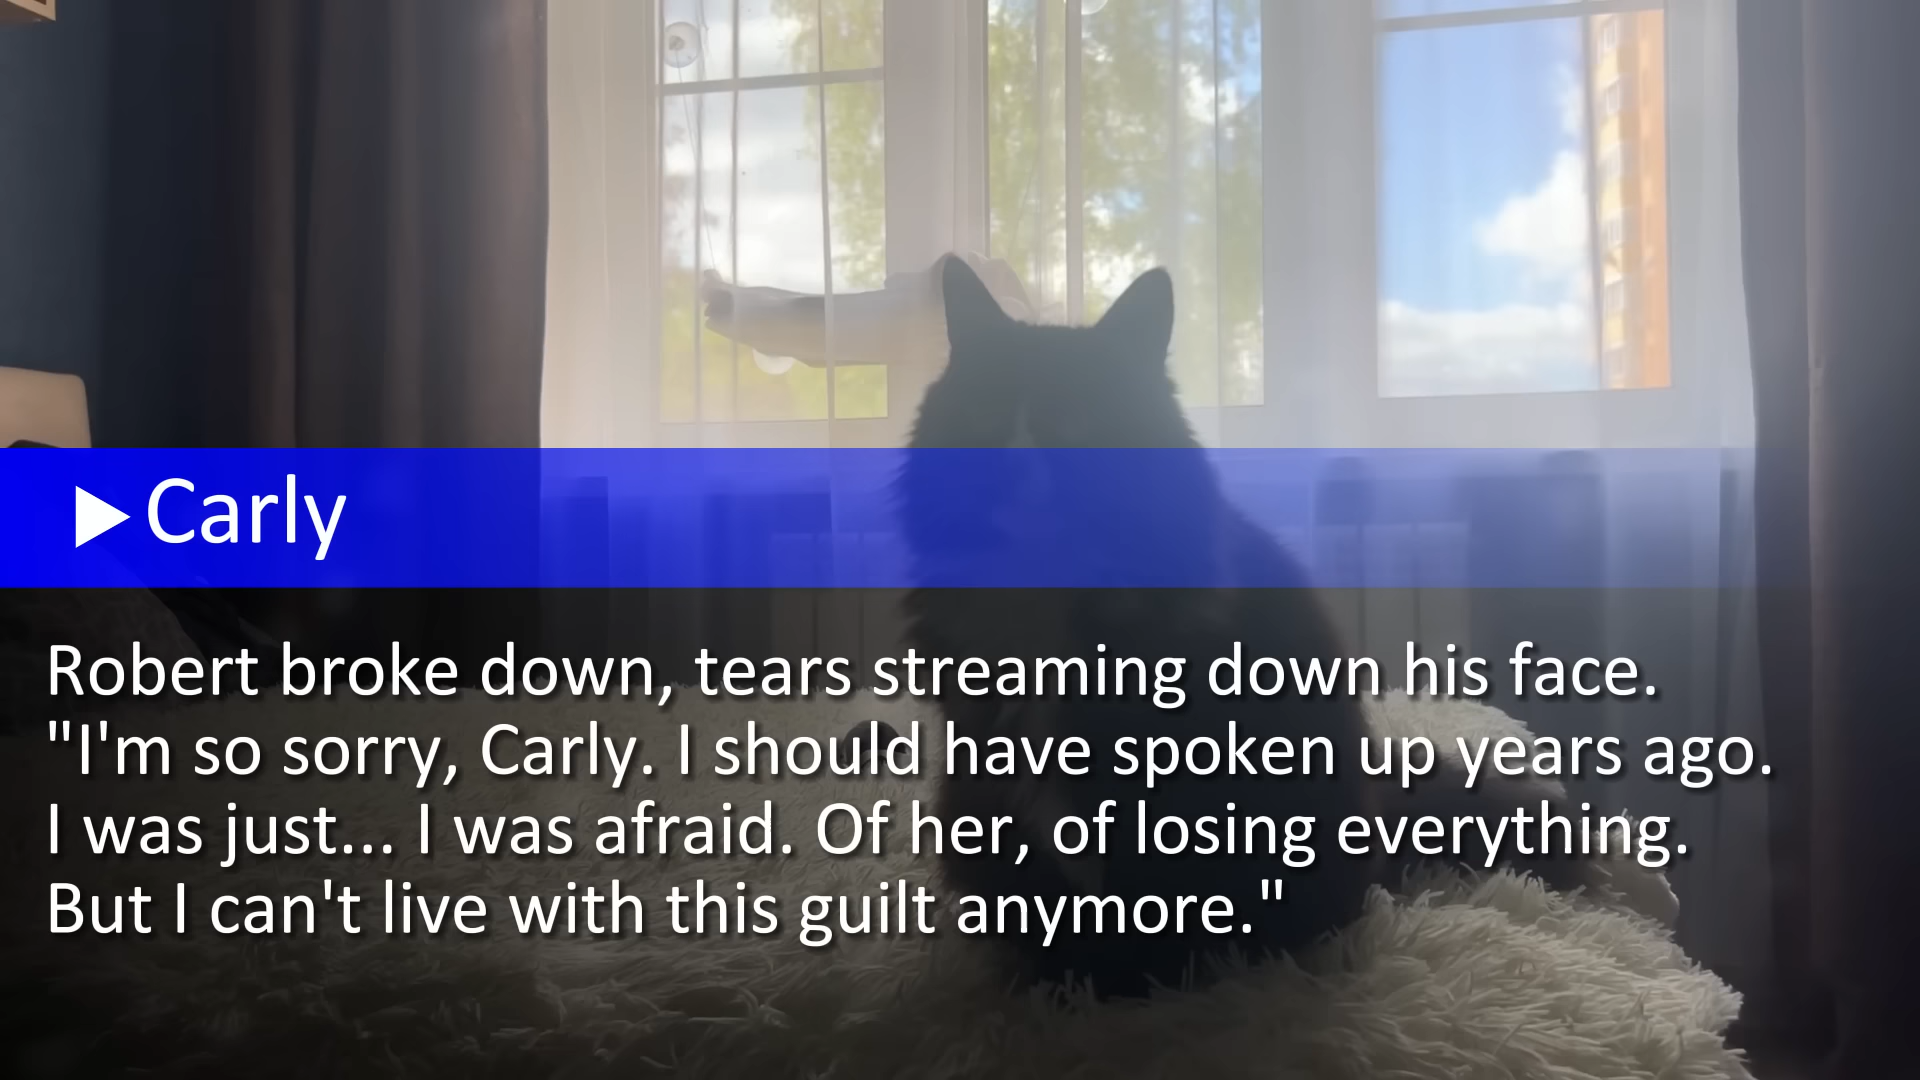 Carly
Robert broke down, tears streaming down his face.
"I'm so sorry, Carly. I should have spoken up years ago.
I was just... I was afraid. Of her, of losing everything.
But I can't live with this guilt anymore."